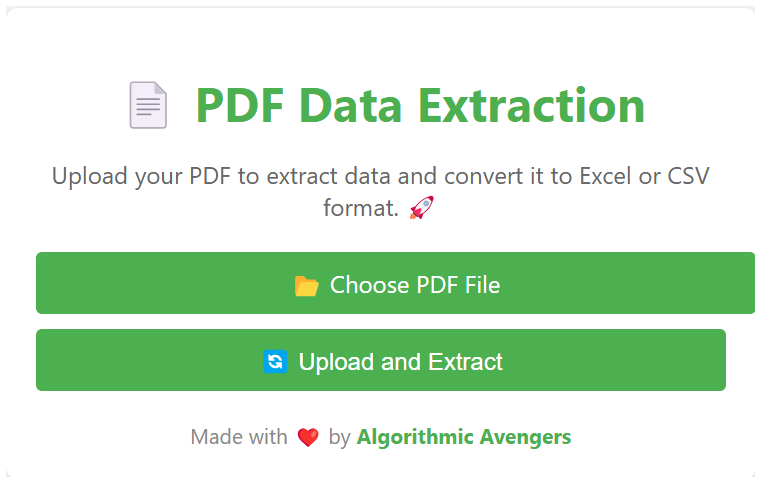 PDF Data Extraction
Upload your PDF to extract data and convert it to Excel or CSV
format. 🚀
📂 Choose PDF File
🔄 Upload and Extract
Made with ❤️ by Algorithmic Avengers